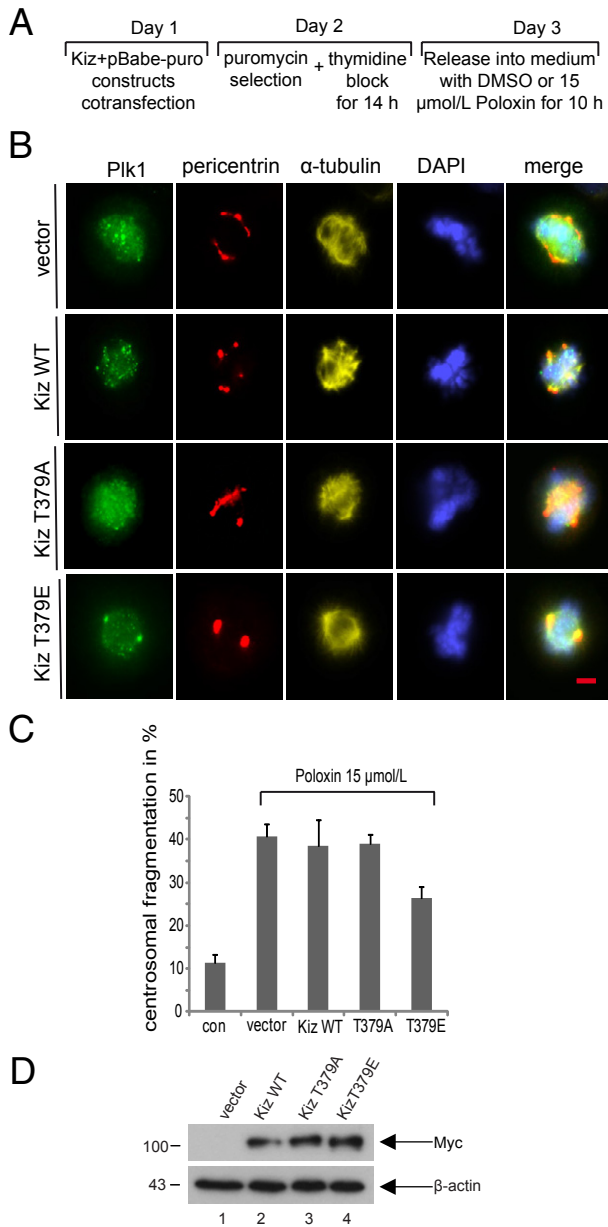 A
Day 1
Day 2
Day 3
Kiz+pBabe-puro
constructs
cotransfection
puromycin
selection
+
thymidine
block
for 14 h
Release into medium
with DMSO or 15
µmol/L Poloxin for 10 h
B
Plk1
pericentrin
α-tubulin
DAPI
merge
vector
Kiz WT
Kiz T379A
Kiz T379E
C
Poloxin 15 µmol/L
centrosomal fragmentation in %
50
40
30
20
10
0
con
vector
Kiz WT
T379A
T379E
D
vector
Kiz WT
Kiz T379A
KizT379E
100
Myc
43
β-actin
1 2 3 4